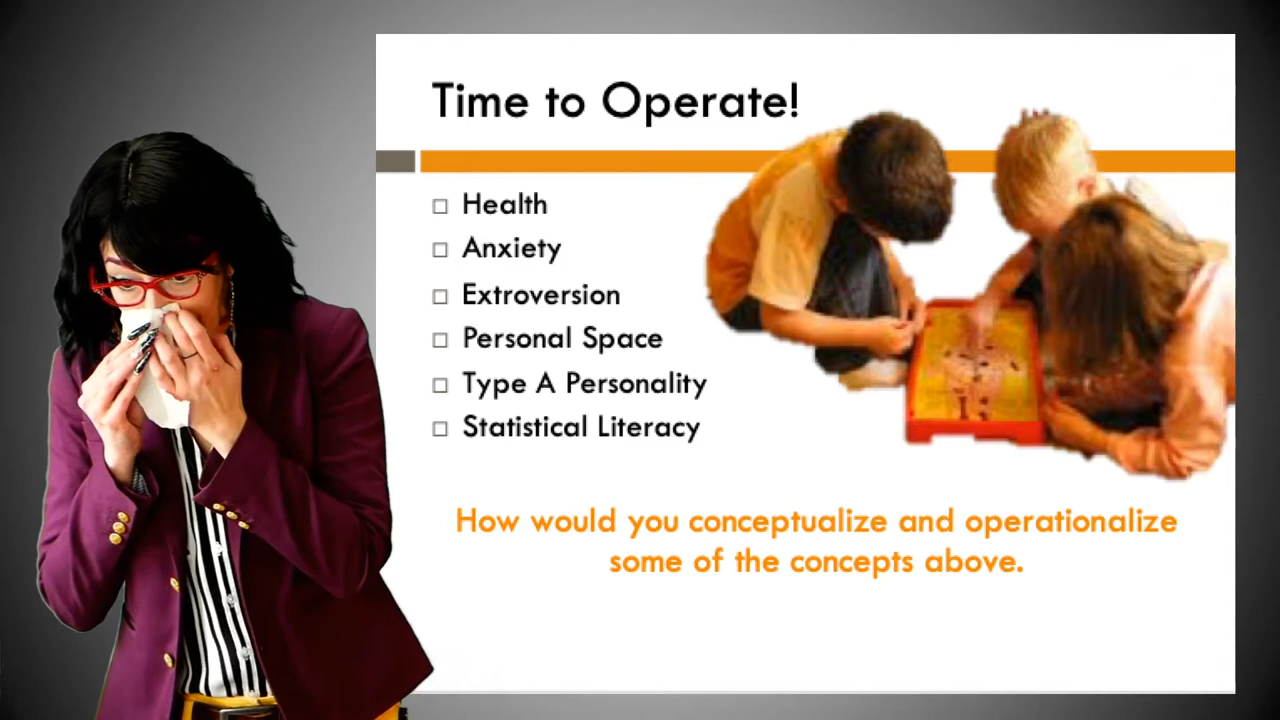 Time to Operate!
Health
Anxiety
Extroversion
Personal Space
Type A Personality
Statistical Literacy
How would you conceptualize and operationalize
some of the concepts above.